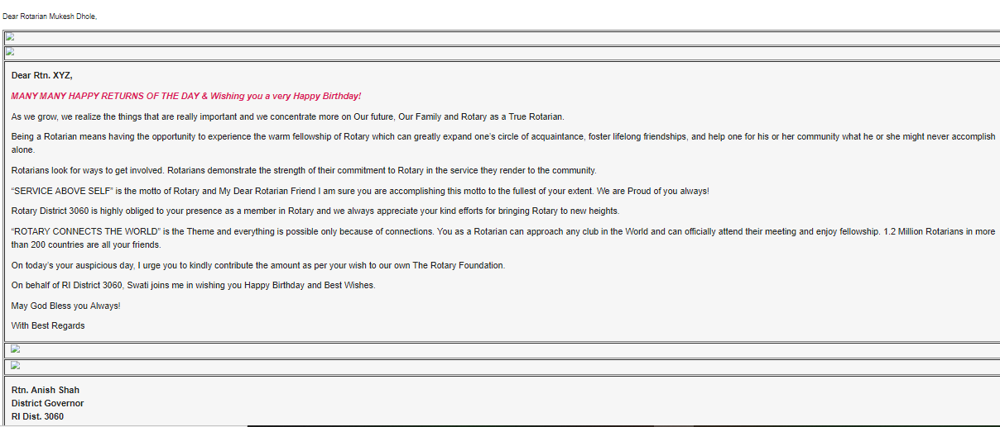 Dear Rotarian Mukesh Dhole,
Dear Rtn. XYZ,
MANY MANY HAPPY RETURNS OF THE DAY & Wishing you a very Happy Birthday!
As we grow, we realize the things that are really important and we concentrate more on Our future, Our Family and Rotary as a True Rotarian.
Being a Rotarian means having the opportunity to experience the warm fellowship of Rotary which can greatly expand one's circle of acquaintance, foster lifelong friendships, and help one for his or her community what he or she might never accomplish
alone.
Rotarians look for ways to get involved. Rotarians demonstrate the strength of their commitment to Rotary in the service they render to the community.
“SERVICE ABOVE SELF” is the motto of Rotary and My Dear Rotarian Friend I am sure you are accomplishing this motto to the fullest of your extent. We are Proud of you always!
Rotary District 3060 is highly obliged to your presence as a member in Rotary and we always appreciate your kind efforts for bringing Rotary to new heights.
“ROTARY CONNECTS THE WORLD” is the Theme and everything is possible only because of connections. You as a Rotarian can approach any club in the World and can officially attend their meeting and enjoy fellowship. 1.2 Million Rotarians in more
than 200 countries are all your friends.
On today's your auspicious day, I urge you to kindly contribute the amount as per your wish to our own The Rotary Foundation.
On behalf of RI District 3060, Swati joins me in wishing you Happy Birthday and Best Wishes.
May God Bless you Always!
With Best Regards
Rtn. Anish Shah
District Governor
RI Dist. 3060